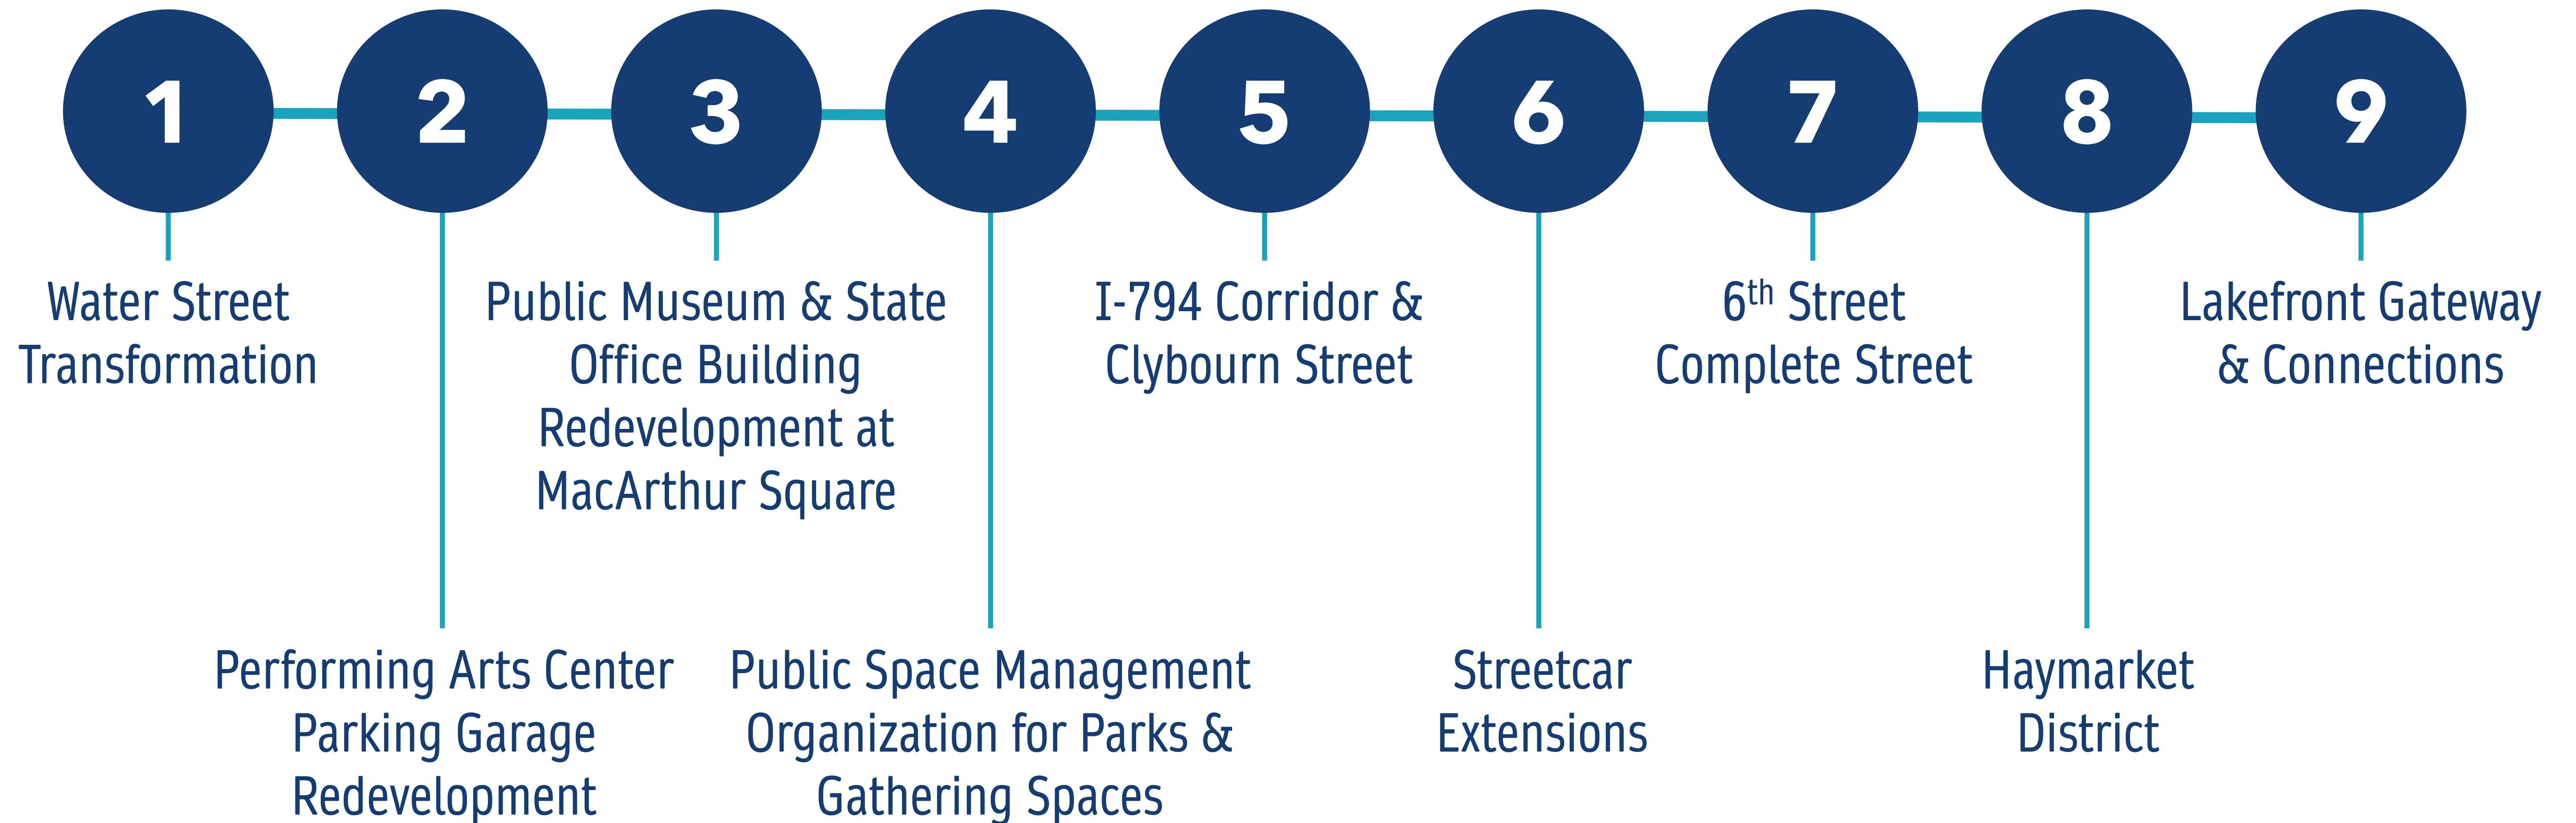 1
2
3
4
5
6
7
8
9
Water Street
Transformation
Public Museum & State
Office Building
Redevelopment at
MacArthur Square
I-794 Corridor &
Clybourn Street
6th Street
Complete Street
Lakefront Gateway
& Connections
Performing Arts Center
Parking Garage
Redevelopment
Public Space Management
Organization for Parks &
Gathering Spaces
Streetcar
Extensions
Haymarket
District